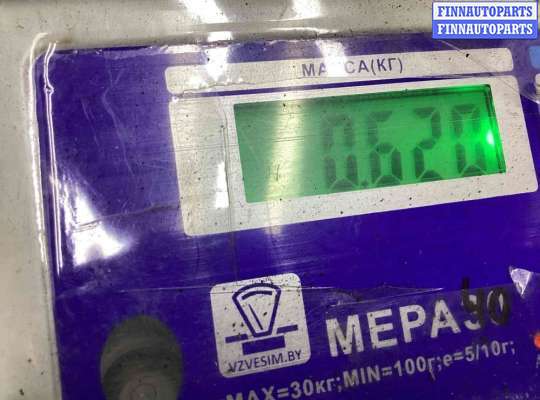 FINNAUTOPARTS
FINNAUTOPARTS
МАССА(КГ)
0.620
VZVESIM.BY
МЕРА
MAX=30кг;MIN=100г;e=5/10г;